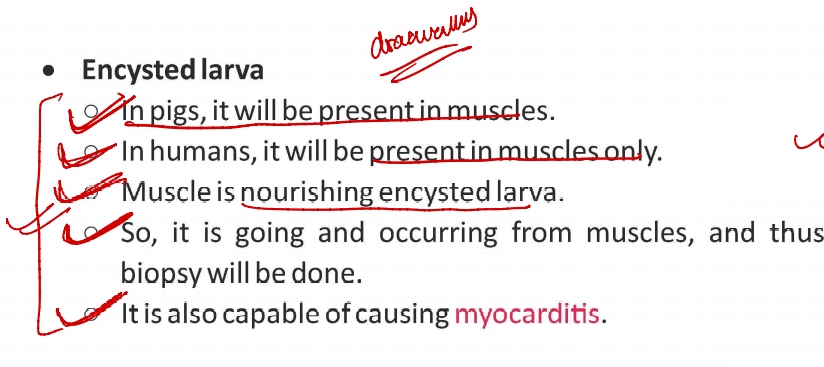 • Encysted larva
○ In pigs, it will be present in muscles.
○ In humans, it will be present in muscles only.
○ Muscle is nourishing encysted larva.
○ So, it is going and occurring from muscles, and thus
biopsy will be done.
○ It is also capable of causing myocarditis.